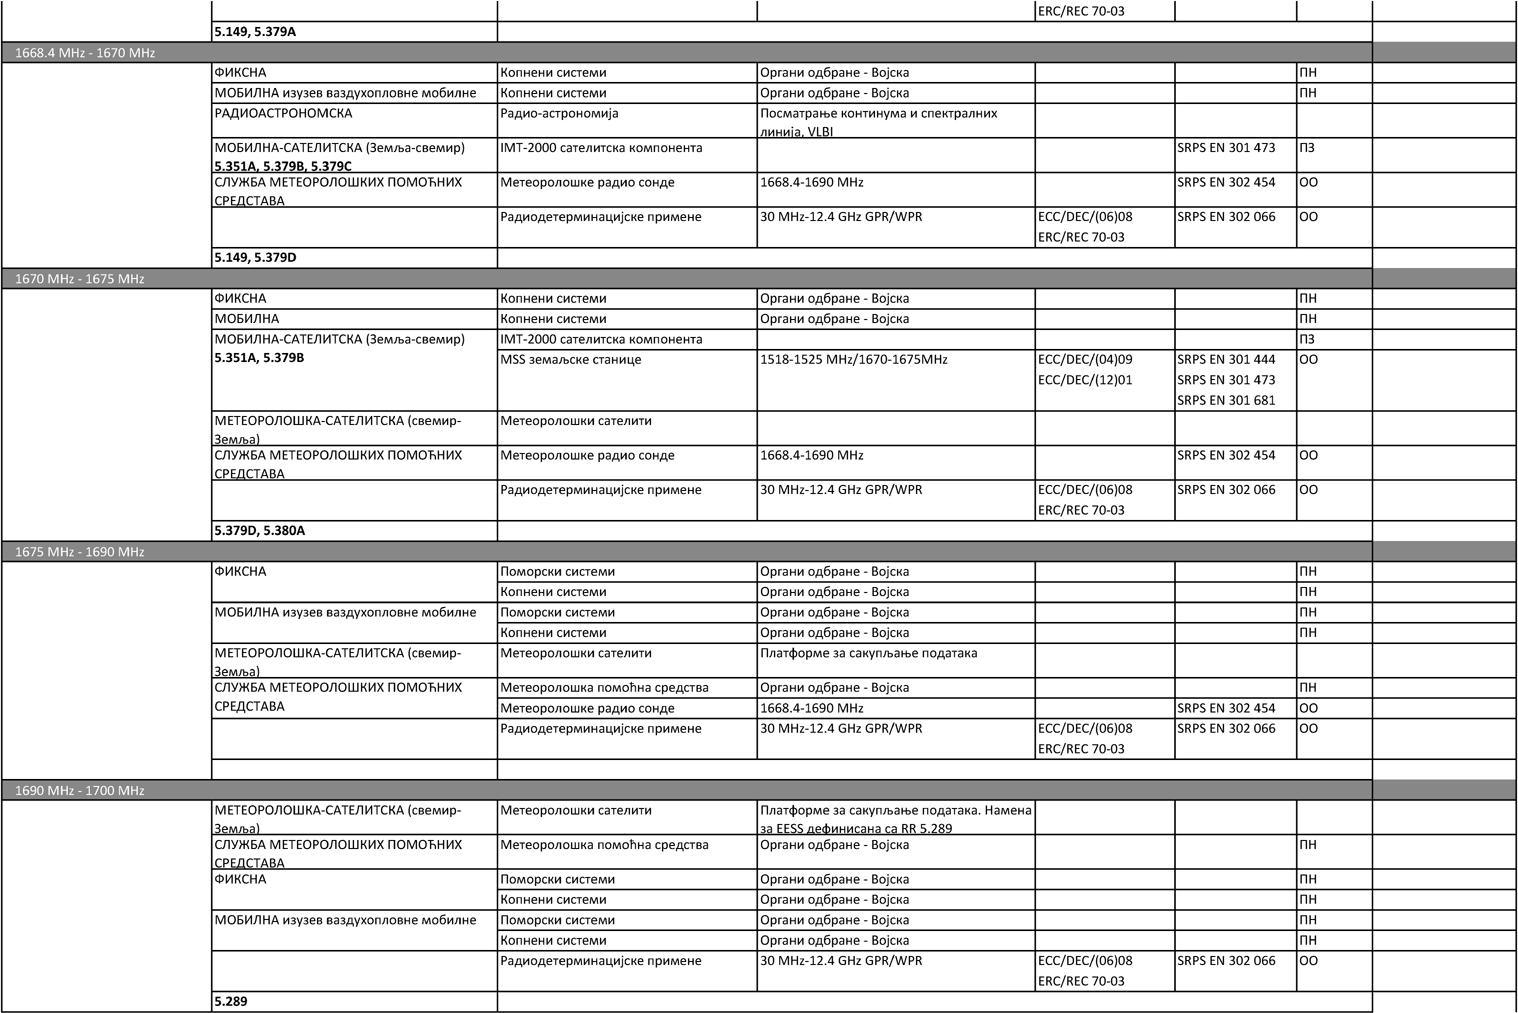 ERC/REC 70-03
5.149, 5.379A
1668.4 MHz - 1670 MHz
ФИКСНА Копнени системи Органи одбране - Војска ПН
МОБИЛНА изузев ваздухопловне мобилне Копнени системи Органи одбране - Војска ПН
РАДИОАСТРОНОМСКА Радио-астрономија Посматрање континума и спектралних
линија, VLBI
МОБИЛНА-САТЕЛИТСКА (Земља-свемир) IMT-2000 сателитска компонента SRPS EN 301 473 ПЗ
5.351A, 5.379B, 5.379C
СЛУЖБА МЕТЕОРОЛОШКИХ ПОМОЋНИХ Метеоролошке радио сонде 1668.4-1690 MHz SRPS EN 302 454 ОО
СРЕДСТАВА
Радиодетерминацијске примене 30 MHz-12.4 GHz GPR/WPR ECC/DEC/(06)08 SRPS EN 302 066 ОО
ERC/REC 70-03
5.149, 5.379D
1670 MHz - 1675 MHz
ФИКСНА Копнени системи Органи одбране - Војска ПН
МОБИЛНА Копнени системи Органи одбране - Војска ПН
МОБИЛНА-САТЕЛИТСКА (Земља-свемир) IMT-2000 сателитска компонента ПЗ
5.351A, 5.379B MSS земаљске станице 1518-1525 MHz/1670-1675MHz ECC/DEC/(04)09 SRPS EN 301 444 ОО
ECC/DEC/(12)01 SRPS EN 301 473
SRPS EN 301 681
МЕТЕОРОЛОШКА-САТЕЛИТСКА (свемир- Метеоролошки сателити
Земља)
СЛУЖБА МЕТЕОРОЛОШКИХ ПОМОЋНИХ Метеоролошке радио сонде 1668.4-1690 MHz SRPS EN 302 454 ОО
СРЕДСТАВА
Радиодетерминацијске примене 30 MHz-12.4 GHz GPR/WPR ECC/DEC/(06)08 SRPS EN 302 066 ОО
ERC/REC 70-03
5.379D, 5.380A
1675 MHz - 1690 MHz
ФИКСНА Поморски системи Органи одбране - Војска ПН
Копнени системи Органи одбране - Војска ПН
МОБИЛНА изузев ваздухопловне мобилне Поморски системи Органи одбране - Војска ПН
Копнени системи Органи одбране - Војска ПН
МЕТЕОРОЛОШКА-САТЕЛИТСКА (свемир- Метеоролошки сателити Платформе за сакупљање података
Земља)
СЛУЖБА МЕТЕОРОЛОШКИХ ПОМОЋНИХ Метеоролошка помоћна средства Органи одбране - Војска ПН
СРЕДСТАВА Метеоролошке радио сонде 1668.4-1690 MHz SRPS EN 302 454 ОО
Радиодетерминацијске примене 30 MHz-12.4 GHz GPR/WPR ECC/DEC/(06)08 SRPS EN 302 066 ОО
ERC/REC 70-03
1690 MHz - 1700 MHz
МЕТЕОРОЛОШКА-САТЕЛИТСКА (свемир- Метеоролошки сателити Платформе за сакупљање података. Намена
Земља) за EESS дефинисана са RR 5.289
СЛУЖБА МЕТЕОРОЛОШКИХ ПОМОЋНИХ Метеоролошка помоћна средства Органи одбране - Војска ПН
СРЕДСТАВА
ФИКСНА Поморски системи Органи одбране - Војска ПН
Копнени системи Органи одбране - Војска ПН
МОБИЛНА изузев ваздухопловне мобилне Поморски системи Органи одбране - Војска ПН
Копнени системи Органи одбране - Војска ПН
Радиодетерминацијске примене 30 MHz-12.4 GHz GPR/WPR ECC/DEC/(06)08 SRPS EN 302 066 ОО
ERC/REC 70-03
5.289